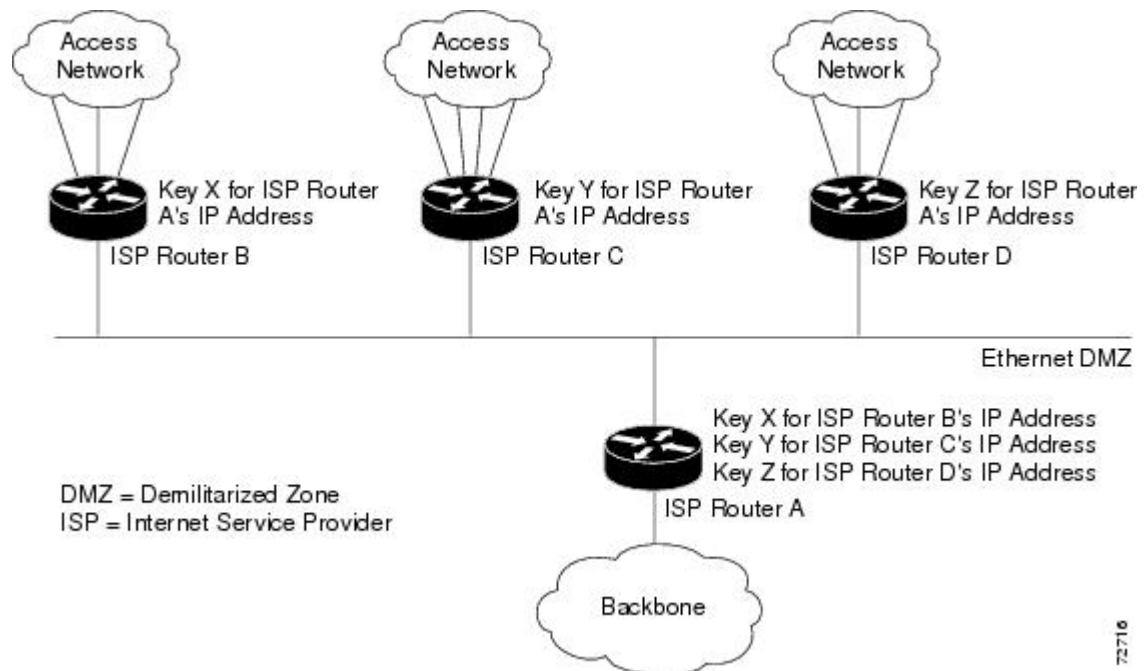 Access
Network
Access
Network
Access
Network
Key X for ISP Router
A's IP Address
ISP Router B
Key Y for ISP Router
A's IP Address
ISP Router C
Key Z for ISP Router
A's IP Address
ISP Router D
Ethernet DMZ
Key X for ISP Router B's IP Address
Key Y for ISP Router C's IP Address
Key Z for ISP Router D's IP Address
ISP Router A
DMZ = Demilitarized Zone
ISP = Internet Service Provider
Backbone
72716